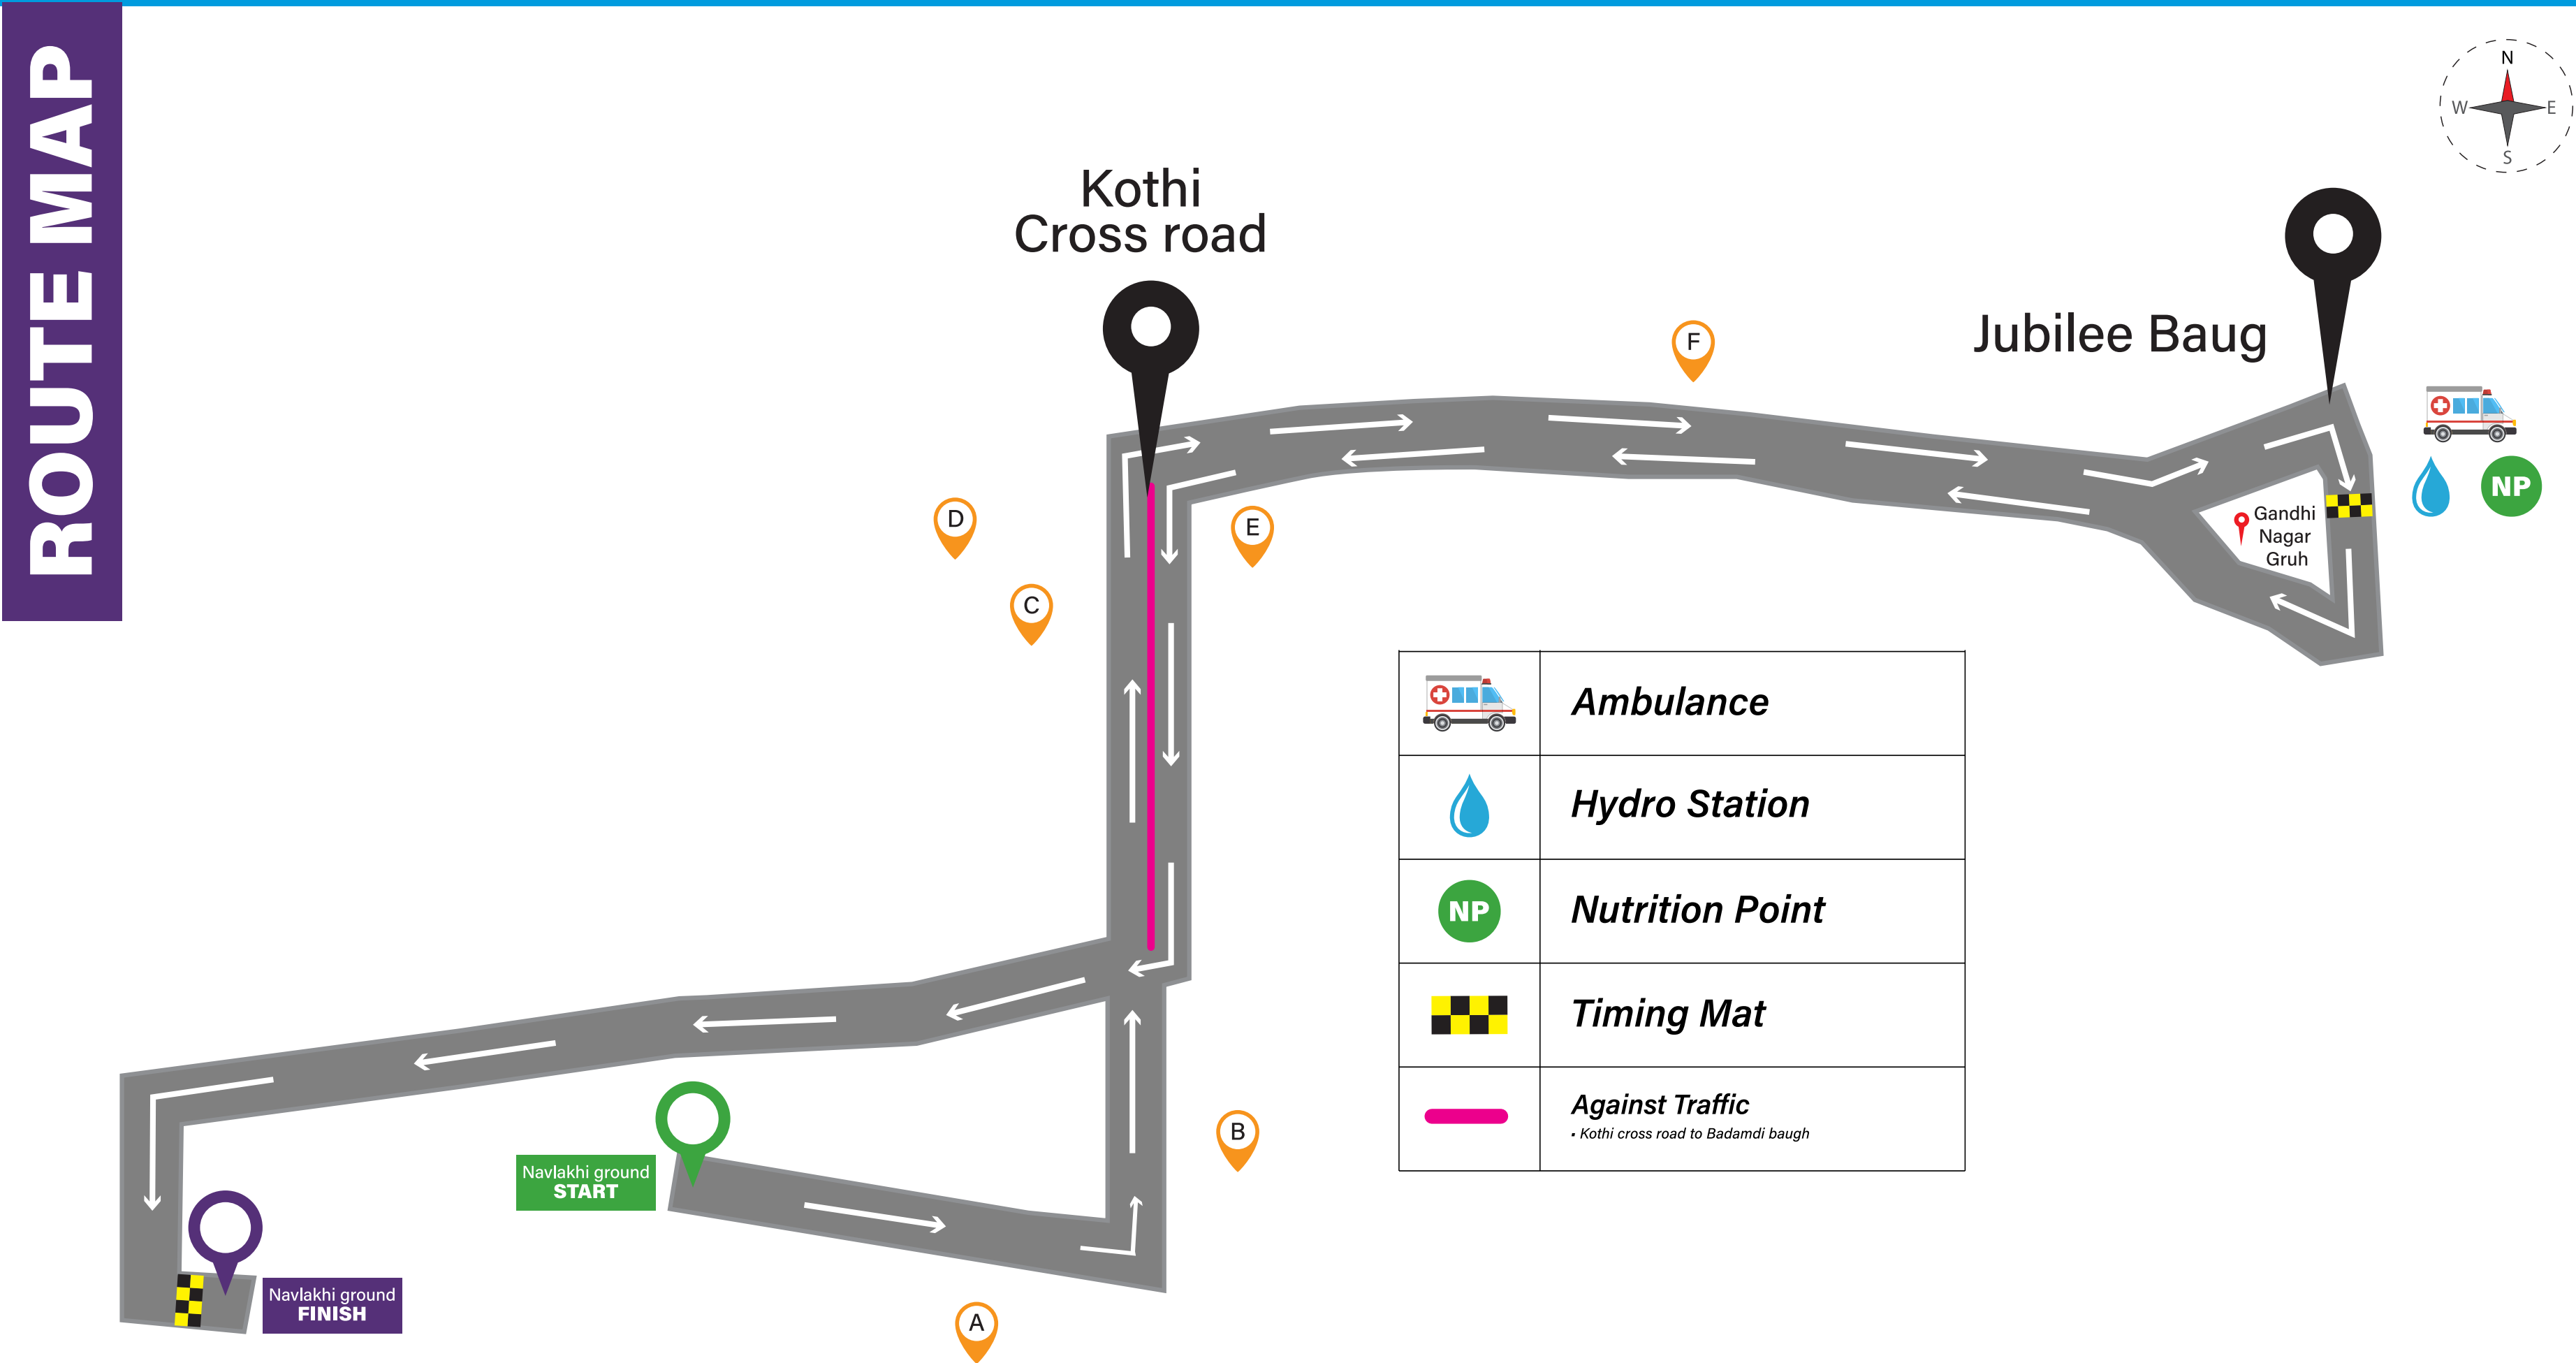 ROUTE MAP
N
W
E
S
Kothi
Cross road
Jubilee Baug
F
NP
D
E
Gandhi
Nagar
Gruh
C
Ambulance
Hydro Station
NP
Nutrition Point
Timing Mat
Against Traffic
• Kothi cross road to Badamdi baugh
B
Navlakhi ground
START
Navlakhi ground
FINISH
A